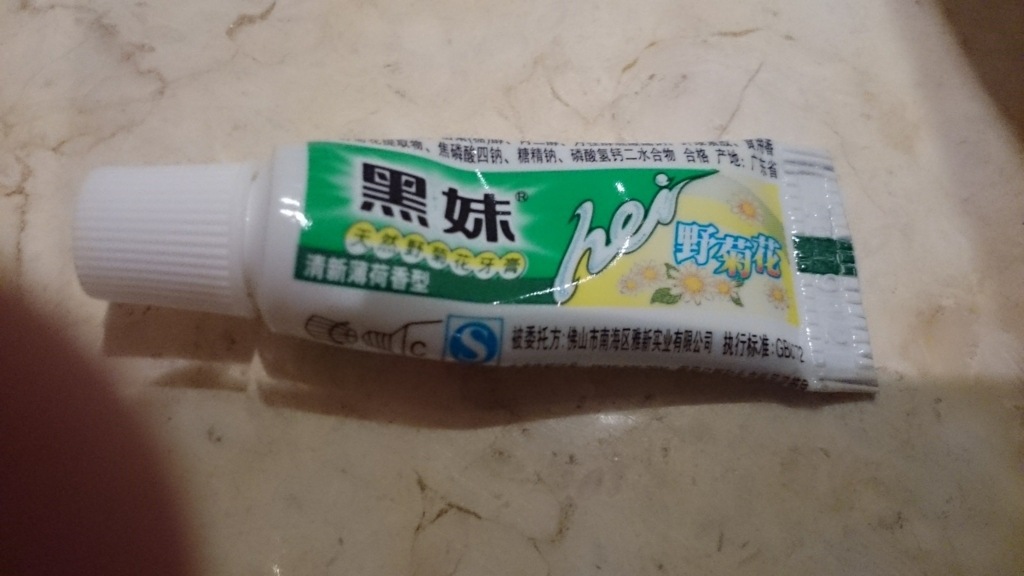 焦磷酸四钠、糖精钠、磷酸氢钙二水合物 合格 产地:广东省
黑妹®
天然野菊花牙膏
清新薄荷香型
hei
野菊花
C
S
被委托方:佛山市南海区雅新实业有限公司 执行标准: